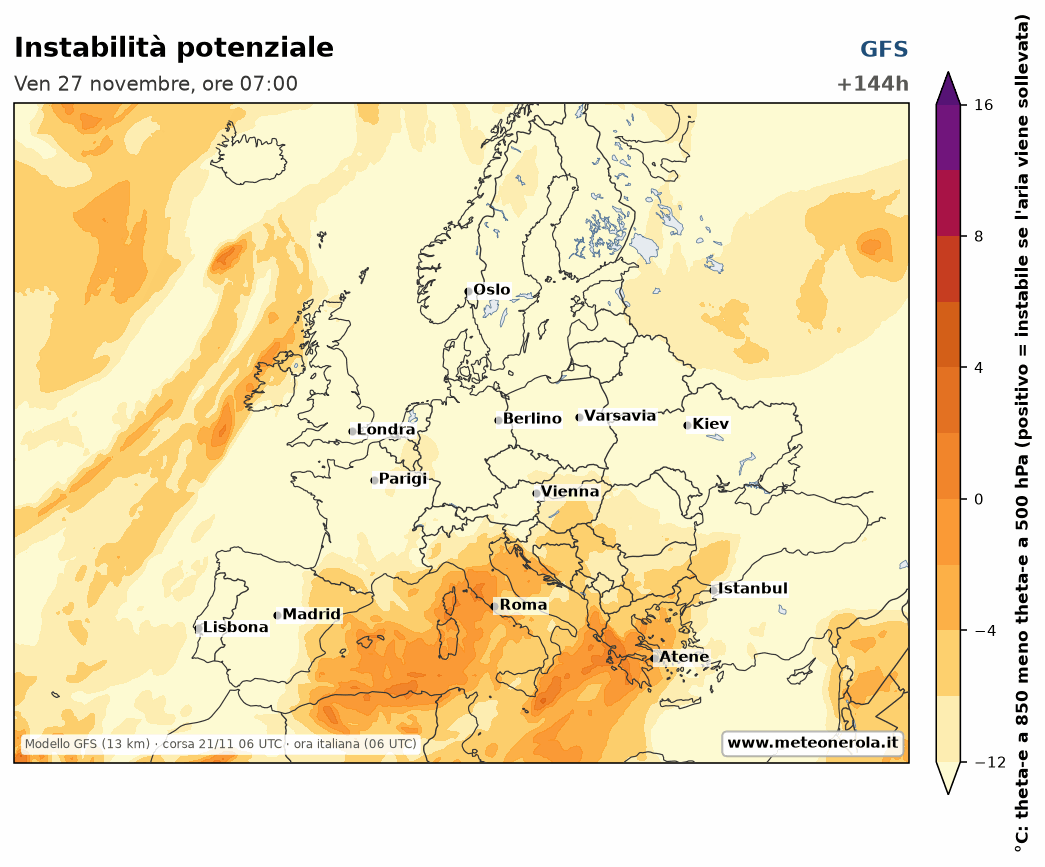 Instabilità potenziale
GFS
Ven 27 novembre, ore 07:00
+144h
16
8
4
0
−4
−12
°C: theta-e a 850 meno theta-e a 500 hPa (positivo = instabile se l'aria viene sollevata)
Oslo
Berlino
Varsavia
Kiev
Londra
Parigi
Vienna
Istanbul
Roma
Madrid
Lisbona
Atene
Modello GFS (13 km) · corsa 21/11 06 UTC · ora italiana (06 UTC)
www.meteonerola.it